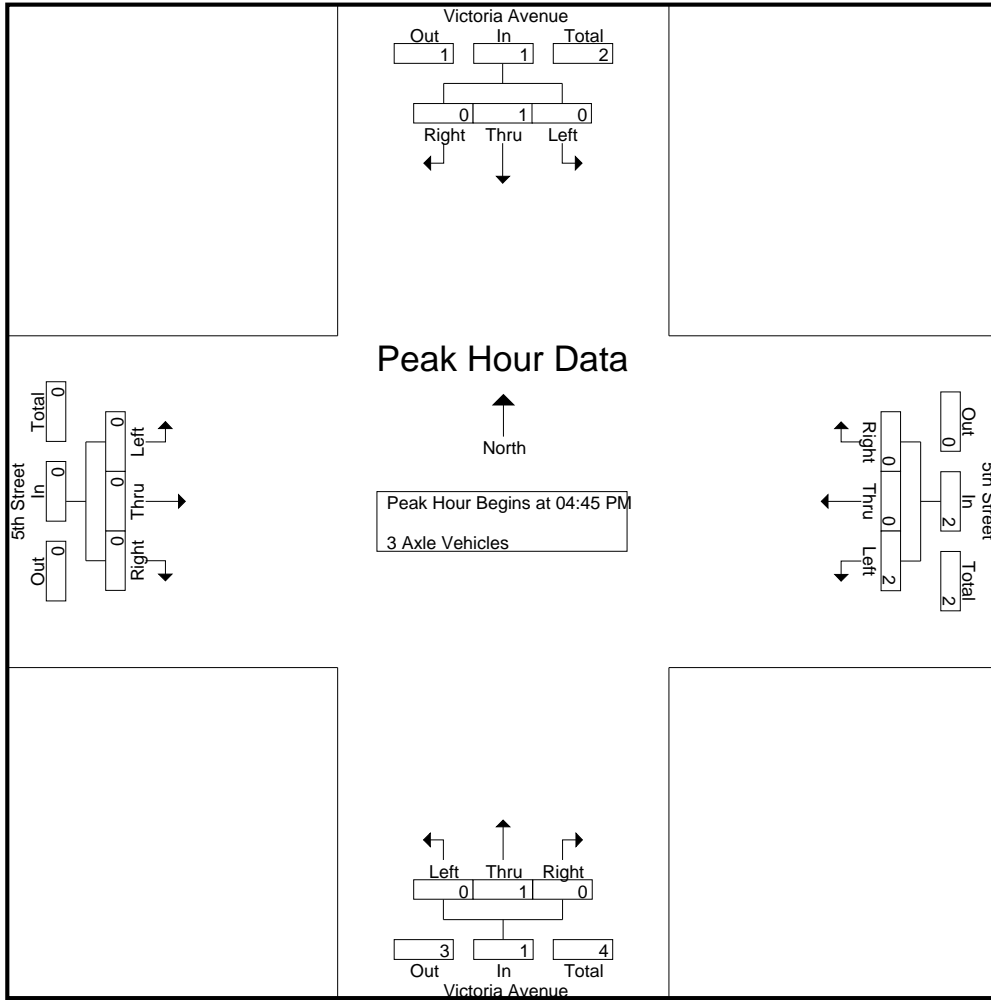 Victoria Avenue
Out In Total
1 1 2
0 1 0
Right Thru Left
Peak Hour Data
North
Peak Hour Begins at 04:45 PM
3 Axle Vehicles
5th Street
Total In Out
0 0 0
0 0 0
Left Thru Right
5th Street
Out In Total
0 2 2
0 0 2
Right Thru Left
Left Thru Right
0 1 0
3 1 4
Out In Total
Victoria Avenue